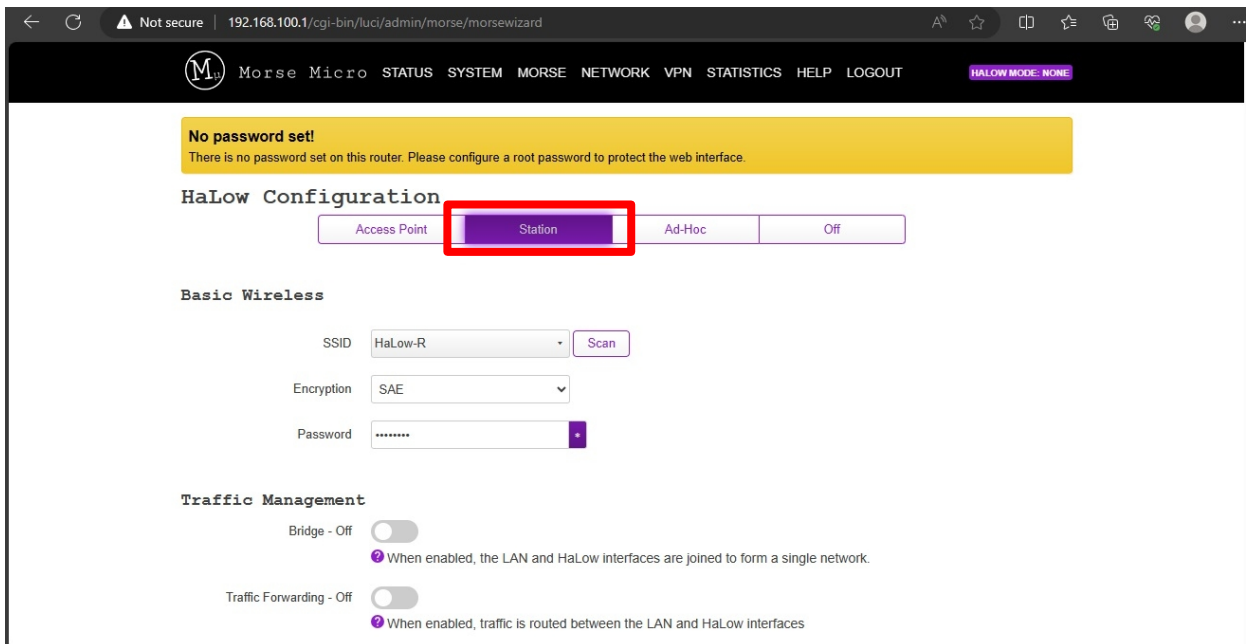 Not secure 192.168.100.1/cgi-bin/luci/admin/morse/morsewizard
Mμ Morse Micro STATUS SYSTEM MORSE NETWORK VPN STATISTICS HELP LOGOUT HALOW MODE: NONE
No password set!
There is no password set on this router. Please configure a root password to protect the web interface.
HaLow Configuration
Access Point Station Ad-Hoc Off
Basic Wireless
SSID HaLow-R Scan
Encryption SAE
Password •••••••• *
Traffic Management
Bridge - Off
? When enabled, the LAN and HaLow interfaces are joined to form a single network.
Traffic Forwarding - Off
? When enabled, traffic is routed between the LAN and HaLow interfaces